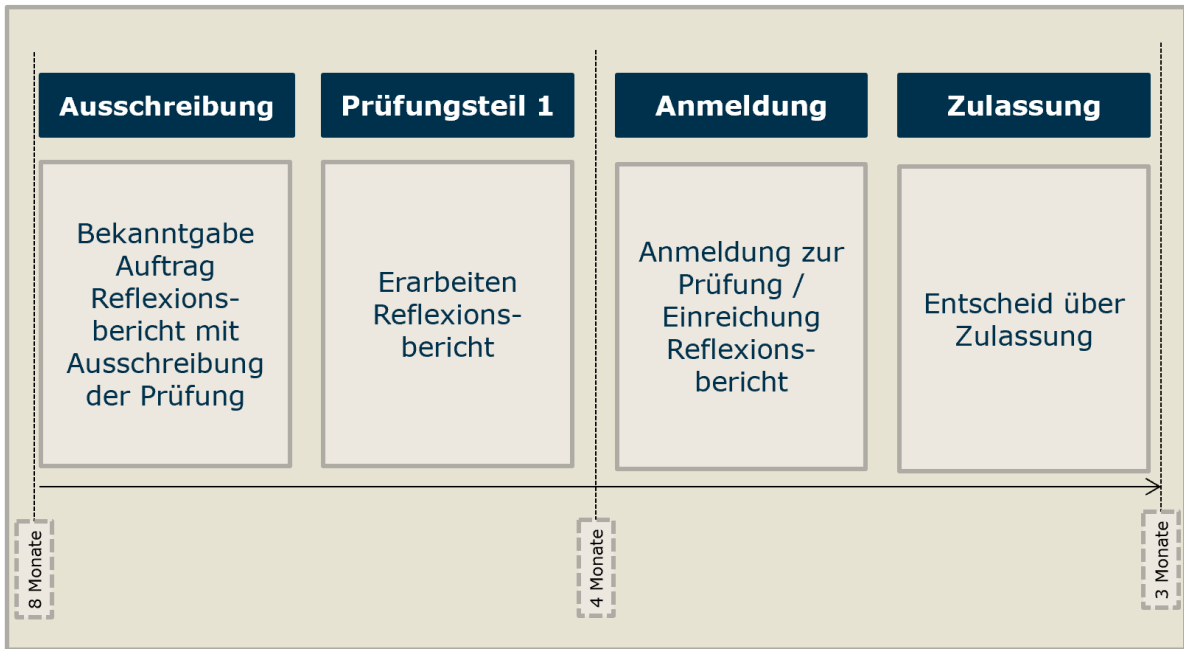 Ausschreibung
Prüfungsteil 1
Anmeldung
Zulassung
Bekanntgabe
Auftrag
Reflexions-
bericht mit
Ausschreibung
der Prüfung
Erarbeiten
Reflexions-
bericht
Anmeldung zur
Prüfung /
Einreichung
Reflexions-
bericht
Entscheid über
Zulassung
8 Monate
4 Monate
3 Monate